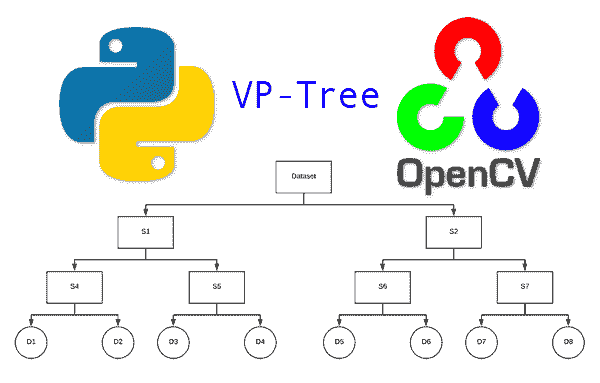 VP-Tree
OpenCV
Dataset
S1
S2
S4
S5
S6
S7
D1
D2
D3
D4
D5
D6
D7
D8